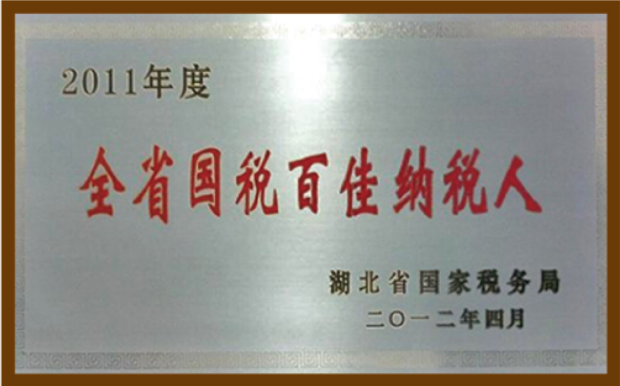 2011年度
全省国税百佳纳税人
湖北省国家税务局
二〇一二年四月